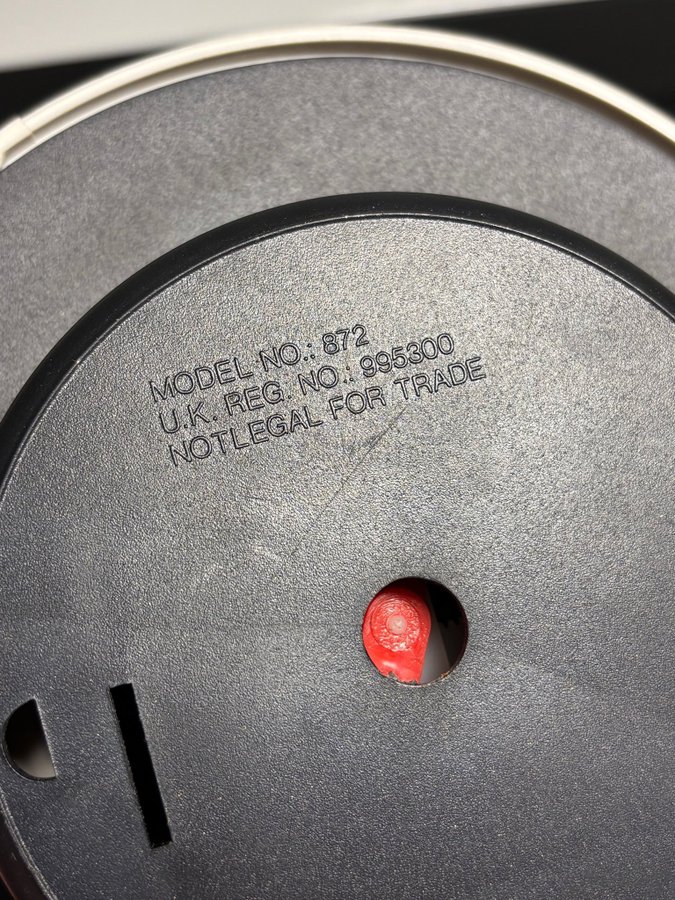 MODEL NO.: 872
U.K. REG. NO.: 995300
NOTLEGAL FOR TRADE